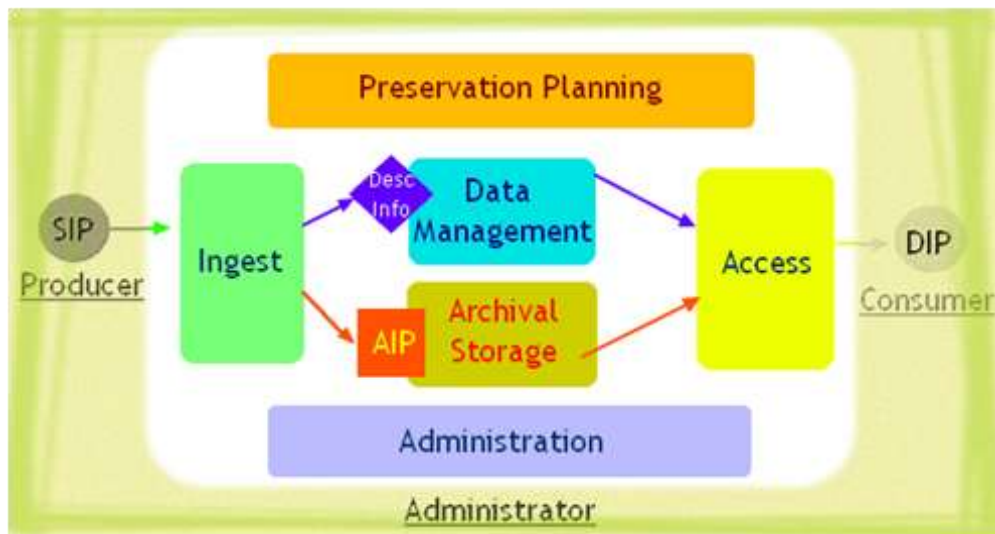 Preservation Planning
SIP
Producer
Ingest
Desc
Info
Data
Management
AIP
Archival
Storage
Access
DIP
Consumer
Administration
Administrator